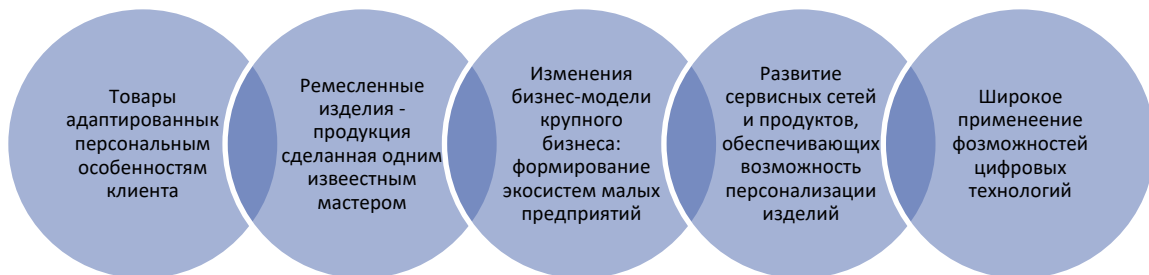 Товары
адаптированнык
персональным
особенностям
клиента
Ремесленные
изделия -
продукция
сделанная одним
извеестным
мастером
Изменения
бизнес-модели
крупного
бизнеса:
формирование
экосистем малых
предприятий
Развитие
сервисных сетей
и продуктов,
обеспечивающих
возможность
персонализации
изделий
Широкое
применеение
фозможностей
цифровых
технологий